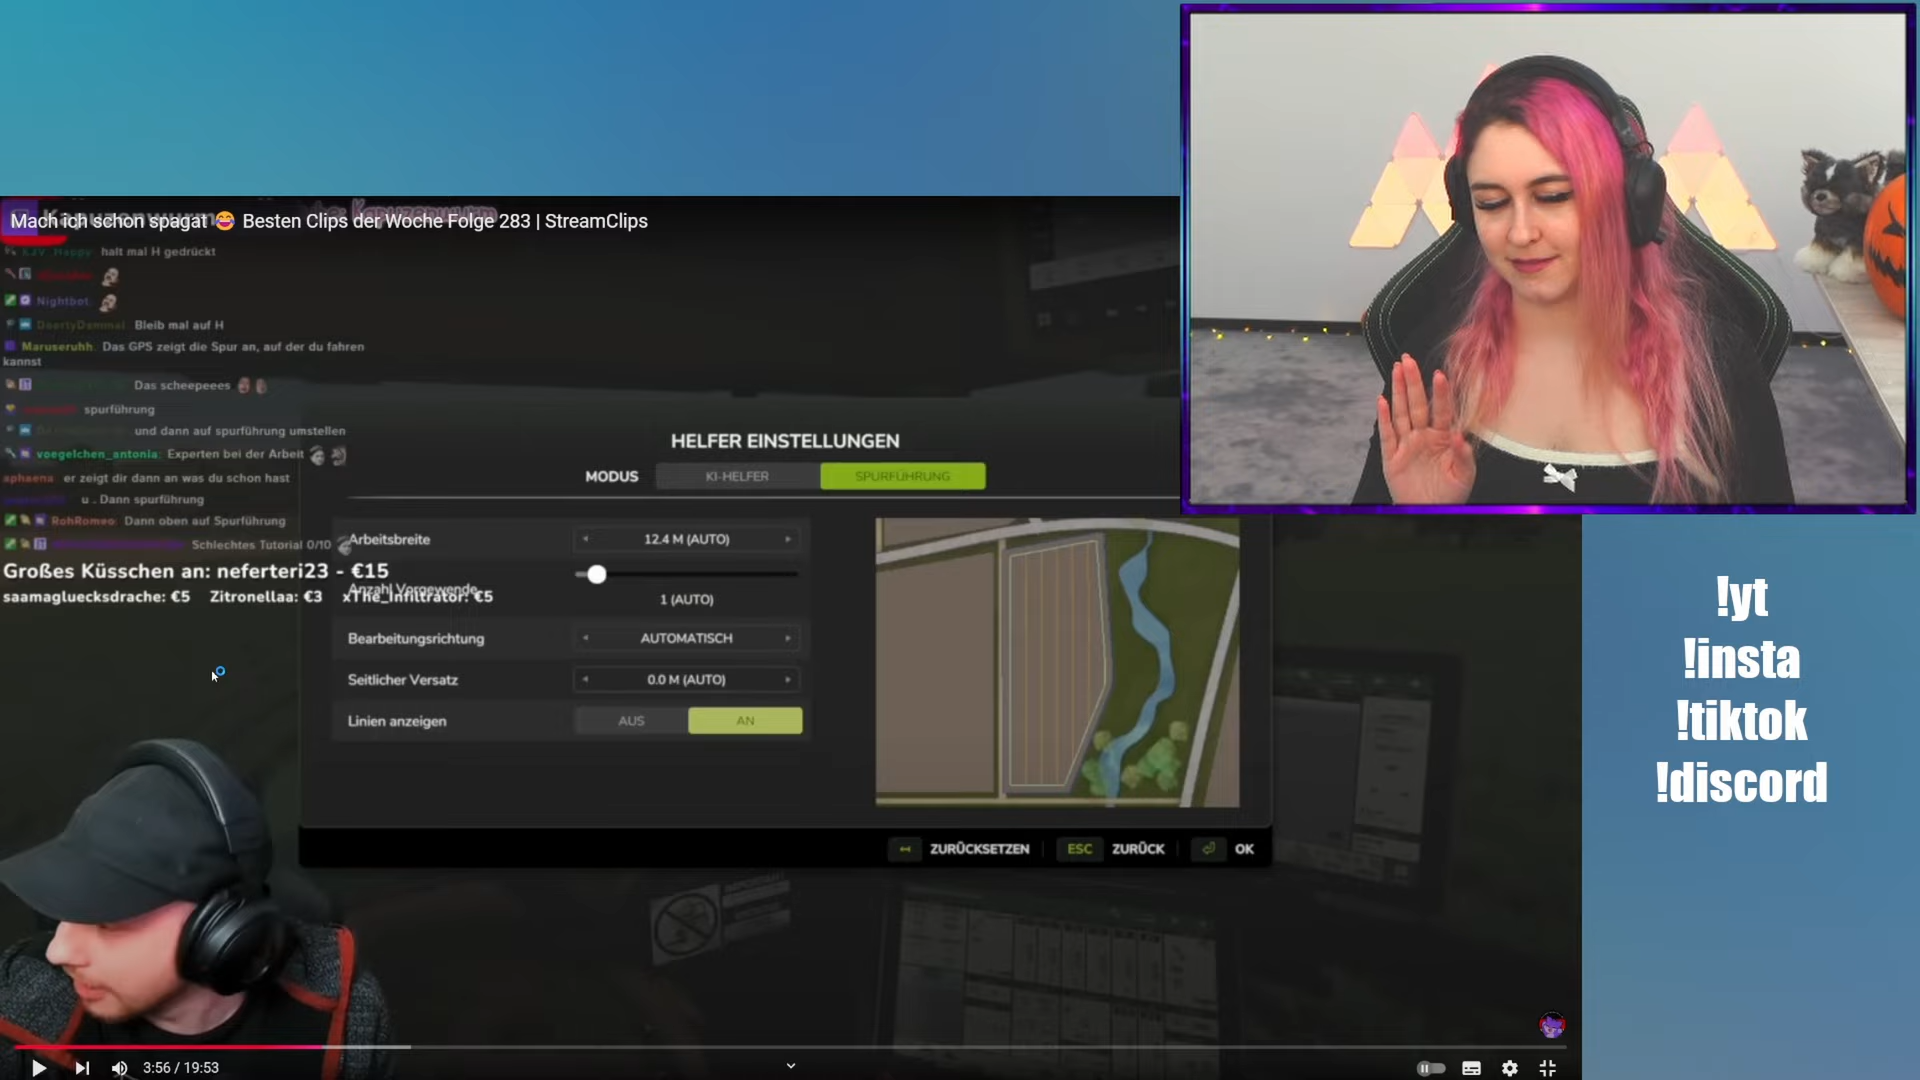 Mach ich schon spagat 😂 Besten Clips der Woche Folge 283 | StreamClips
halt mal H gedrückt
Nightbot:
Bleib mal auf H
Maruseruhh: Das GPS zeigt die Spur an, auf der du fahren
kannst
Das scheepeees
spurführung
und dann auf spurführung umstellen
voegelchen_antonia: Experten bei der Arbeit
aphaena er zeigt dir dann an was du schon hast
u . Dann spurführung
RohRomeo: Dann oben auf Spurführung
Schlechtes Tutorial 0/10
Großes Küsschen an: neferteri23 - €15
saamagluecksdrache: €5 Zitronellaa: €3 xThe_Infiltrator: €5
HELFER EINSTELLUNGEN
MODUS KI-HELFER SPURFÜHRUNG
Arbeitsbreite 12.4 M (AUTO)
Anzahl Vorgewende
1 (AUTO)
Bearbeitungsrichtung AUTOMATISCH
Seitlicher Versatz 0.0 M (AUTO)
Linien anzeigen AUS AN
ZURÜCKSETZEN ESC ZURÜCK OK
!yt
!insta
!tiktok
!discord
3:56 / 19:53